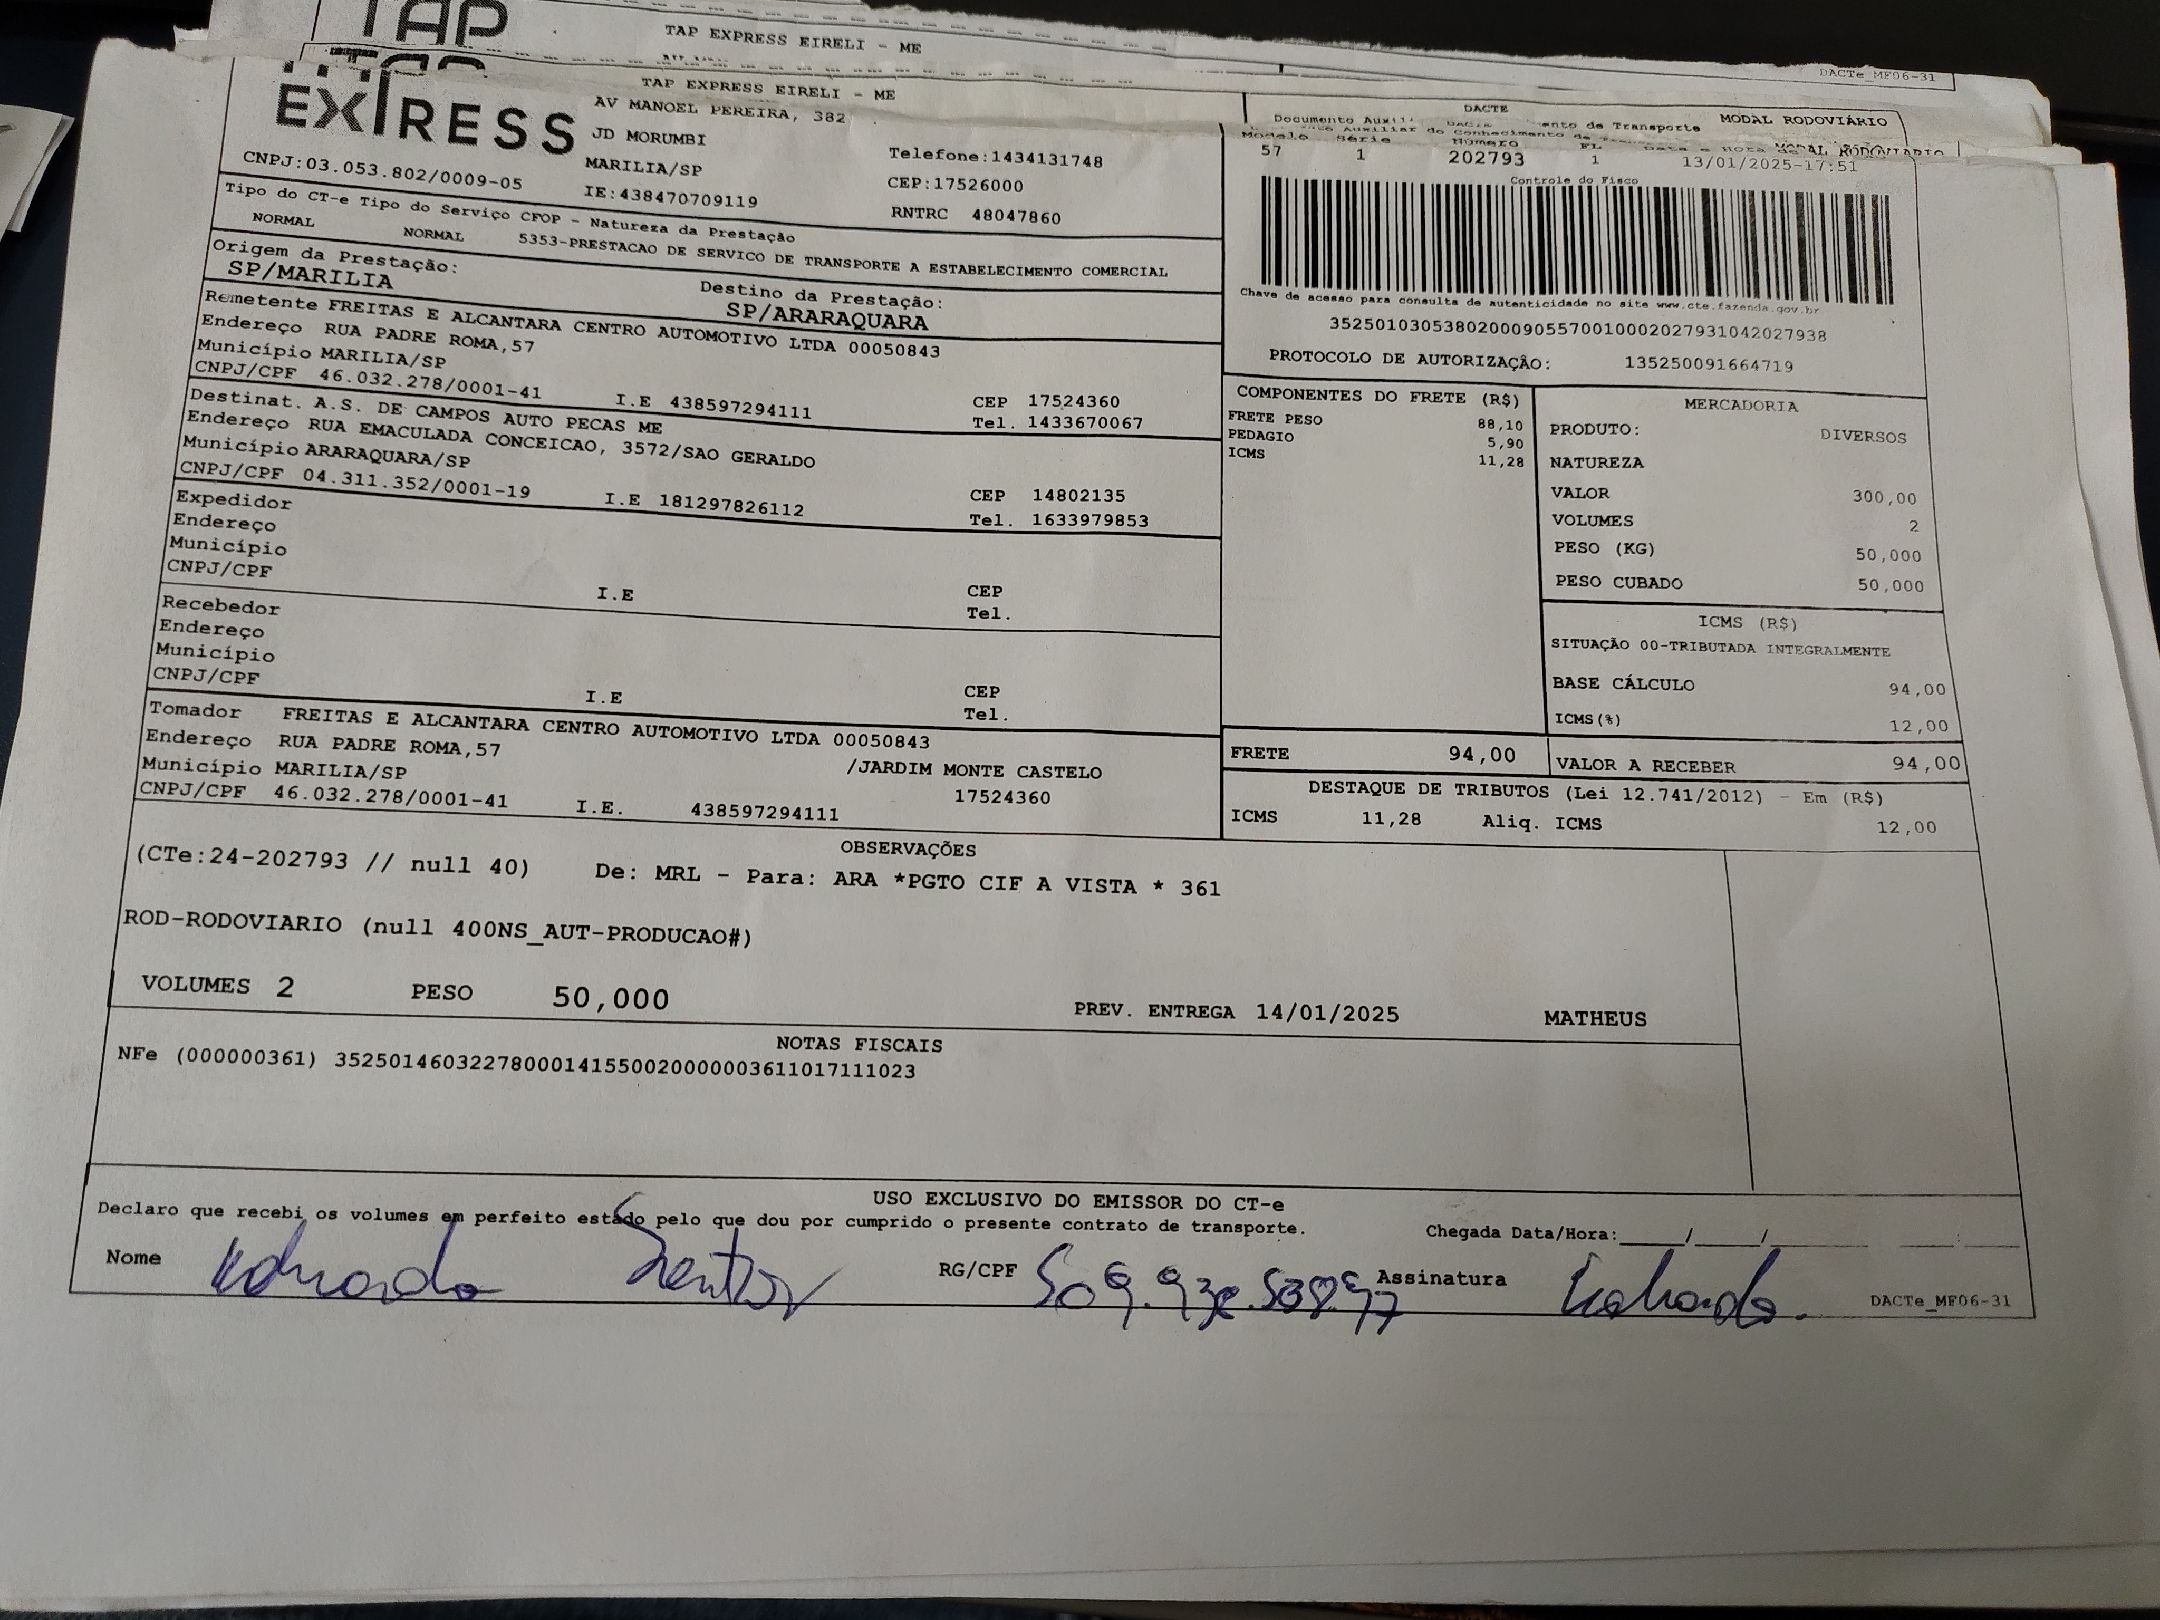 TAP
TAP EXPRESS EIRELI - ME
DACTe_MF06-31
TAP EXPRESS EIRELI - ME
EXPRESS
AV MANOEL PEREIRA, 382
JD MORUMBI
MARILIA/SP
Telefone:1434131748
CEP:17526000
CNPJ:03.053.802/0009-05
IE:438470709119
RNTRC 48047860
DACTE
MODAL RODOVIÁRIO
Modelo Série Número FL
57 1 202793 1 13/01/2025-17:51
Controle do Fisco
Chave de acesso para consulta de autenticidade no site www.cte.fazenda.gov.br
35250103053802000905570010002027931042027938
PROTOCOLO DE AUTORIZAÇÃO: 135250091664719
Tipo do CT-e Tipo do Serviço CFOP - Natureza da Prestação
NORMAL NORMAL 5353-PRESTACAO DE SERVICO DE TRANSPORTE A ESTABELECIMENTO COMERCIAL
Origem da Prestação: Destino da Prestação:
SP/MARILIA SP/ARARAQUARA
Remetente FREITAS E ALCANTARA CENTRO AUTOMOTIVO LTDA 00050843
Endereço RUA PADRE ROMA,57
Município MARILIA/SP CEP 17524360
CNPJ/CPF 46.032.278/0001-41 I.E 438597294111 Tel. 1433670067
Destinat. A.S. DE CAMPOS AUTO PECAS ME
Endereço RUA EMACULADA CONCEICAO, 3572/SAO GERALDO
Município ARARAQUARA/SP CEP 14802135
CNPJ/CPF 04.311.352/0001-19 I.E 181297826112 Tel. 1633979853
Expedidor
Endereço
Município CEP
CNPJ/CPF I.E Tel.
Recebedor
Endereço
Município CEP
CNPJ/CPF I.E Tel.
Tomador FREITAS E ALCANTARA CENTRO AUTOMOTIVO LTDA 00050843
Endereço RUA PADRE ROMA,57 /JARDIM MONTE CASTELO
Município MARILIA/SP 17524360
CNPJ/CPF 46.032.278/0001-41 I.E. 438597294111
COMPONENTES DO FRETE (R$)
FRETE PESO 88,10
PEDAGIO 5,90
ICMS 11,28
MERCADORIA
PRODUTO: DIVERSOS
NATUREZA
VALOR 300,00
VOLUMES 2
PESO (KG) 50,000
PESO CUBADO 50,000
ICMS (R$)
SITUAÇÃO 00-TRIBUTADA INTEGRALMENTE
BASE CÁLCULO 94,00
ICMS(%) 12,00
FRETE 94,00 VALOR A RECEBER 94,00
DESTAQUE DE TRIBUTOS (Lei 12.741/2012) - Em (R$)
ICMS 11,28 Aliq. ICMS 12,00
OBSERVAÇÕES
(CTe:24-202793 // null 40) De: MRL - Para: ARA *PGTO CIF A VISTA * 361
ROD-RODOVIARIO (null 400NS_AUT-PRODUCAO#)
VOLUMES 2 PESO 50,000 PREV. ENTREGA 14/01/2025 MATHEUS
NOTAS FISCAIS
NFe (000000361) 35250146032278000141550020000003611017111023
USO EXCLUSIVO DO EMISSOR DO CT-e
Declaro que recebi os volumes em perfeito estado pelo que dou por cumprido o presente contrato de transporte.
Chegada Data/Hora:____/____/______ ___:___
Nome RG/CPF Assinatura
DACTe_MF06-31